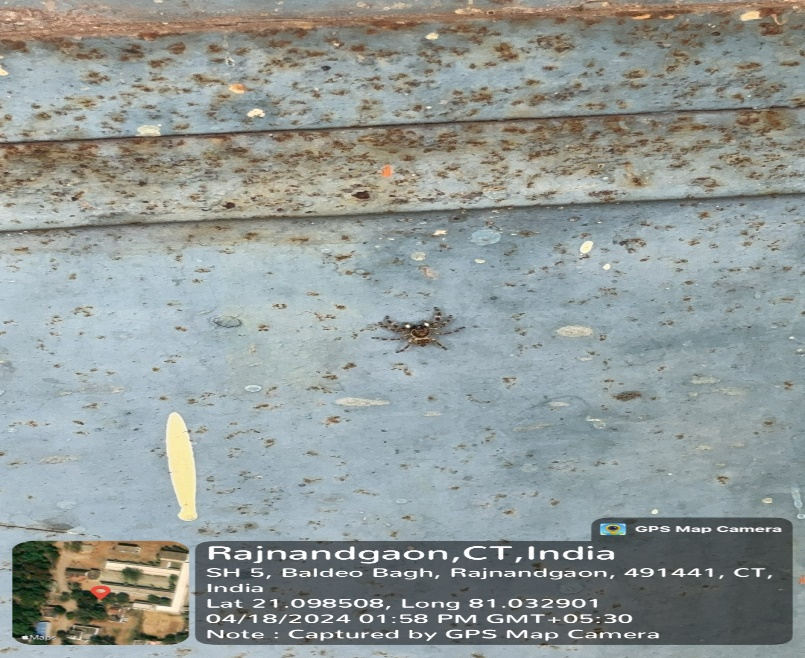 GPS Map Camera
Rajnandgaon,CT,India
SH 5, Baldeo Bagh, Rajnandgaon, 491441, CT,
India
Lat 21.098508, Long 81.032901
04/18/2024 01:58 PM GMT+05:30
Note : Captured by GPS Map Camera
Maps